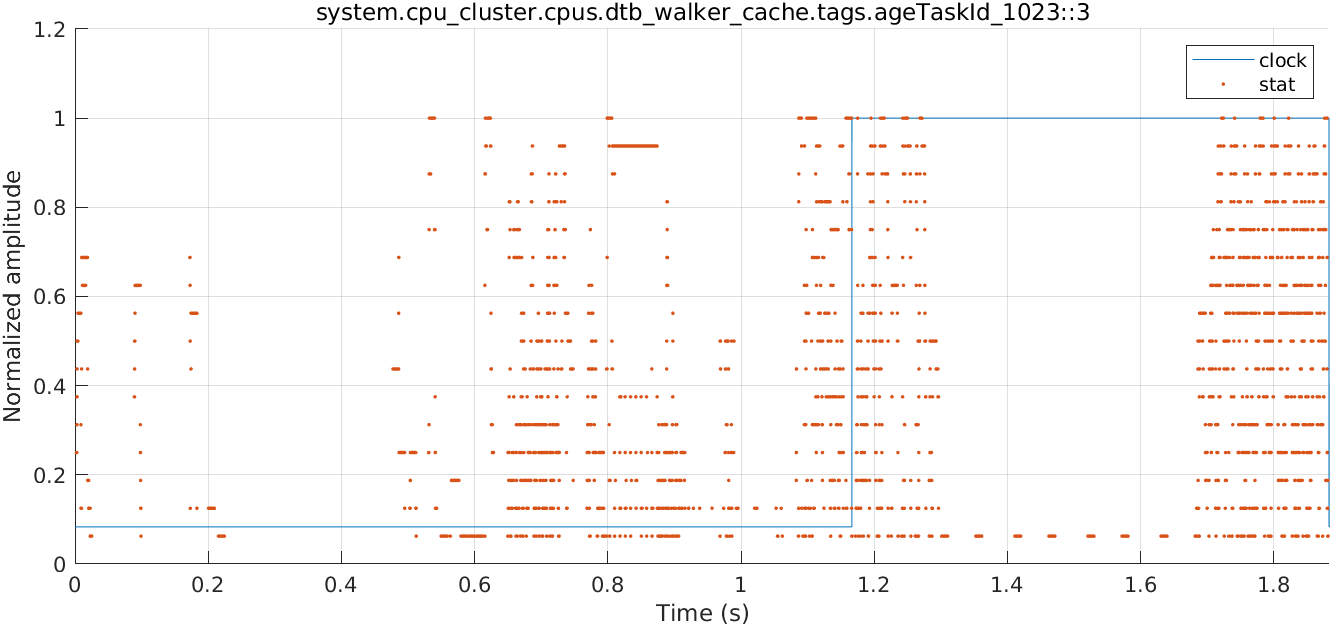 system.cpu_cluster.cpus.dtb_walker_cache.tags.ageTaskId_1023::3
1.2
clock
stat
1
0.8
0.6
0.4
0.2
0
Normalized amplitude
0 0.2 0.4 0.6 0.8 1 1.2 1.4 1.6 1.8
Time (s)